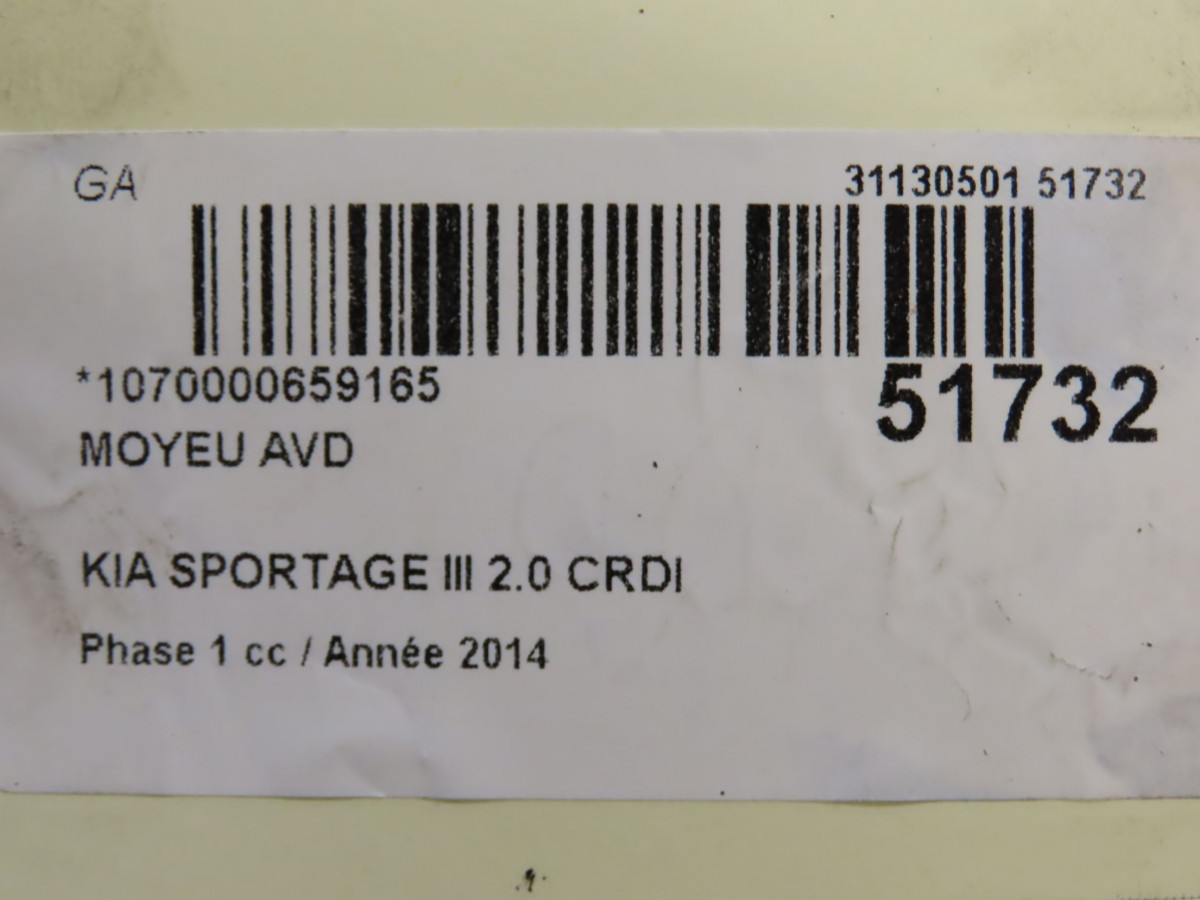 GA
31130501 51732
*1070000659165
51732
MOYEU AVD
KIA SPORTAGE III 2.0 CRDI
Phase 1 cc / Année 2014